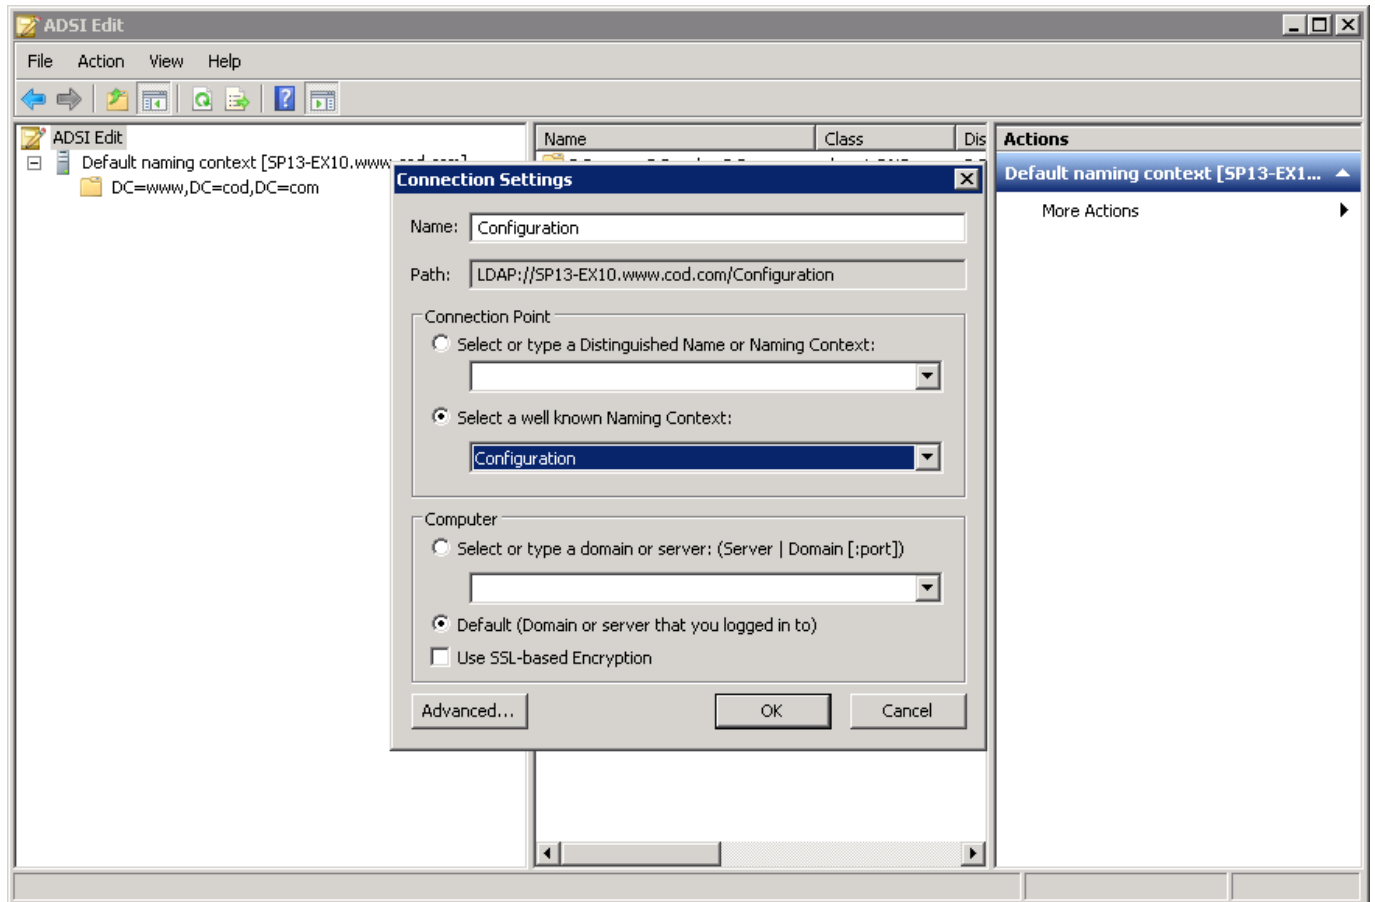 ADSI Edit
File Action View Help
ADSI Edit
Default naming context [SP13-EX10.www.cod.com]
DC=www,DC=cod,DC=com
Name Class Dis
Actions
Default naming context [SP13-EX1...
More Actions
Connection Settings
Name: Configuration
Path: LDAP://SP13-EX10.www.cod.com/Configuration
Connection Point
Select or type a Distinguished Name or Naming Context:
Select a well known Naming Context:
Configuration
Computer
Select or type a domain or server: (Server | Domain [:port])
Default (Domain or server that you logged in to)
Use SSL-based Encryption
Advanced... OK Cancel